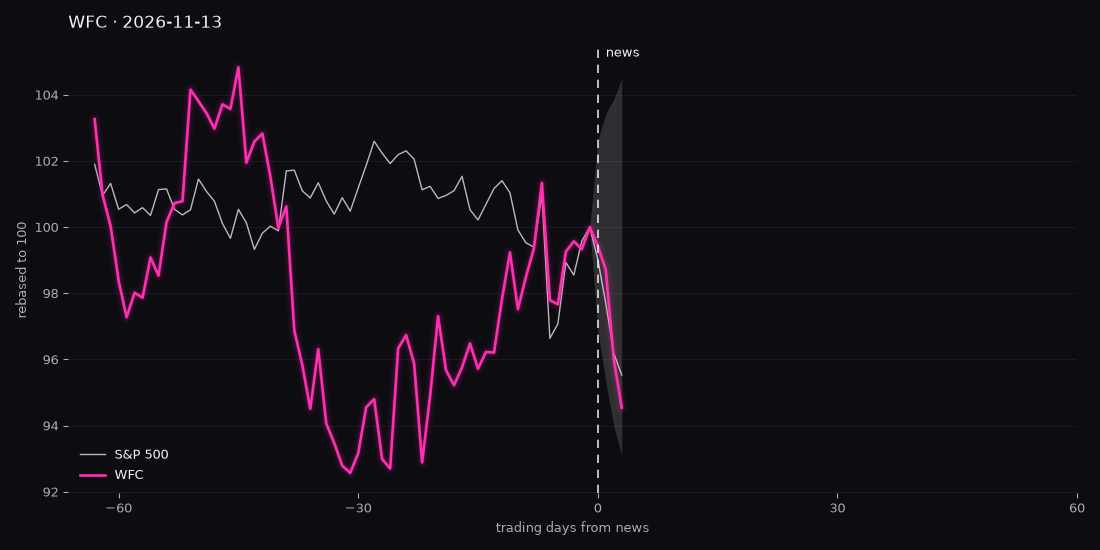 WFC · 2026-11-13
news
104
102
100
98
96
94
92
rebased to 100
S&P 500
WFC
−60
−30
0
30
60
trading days from news